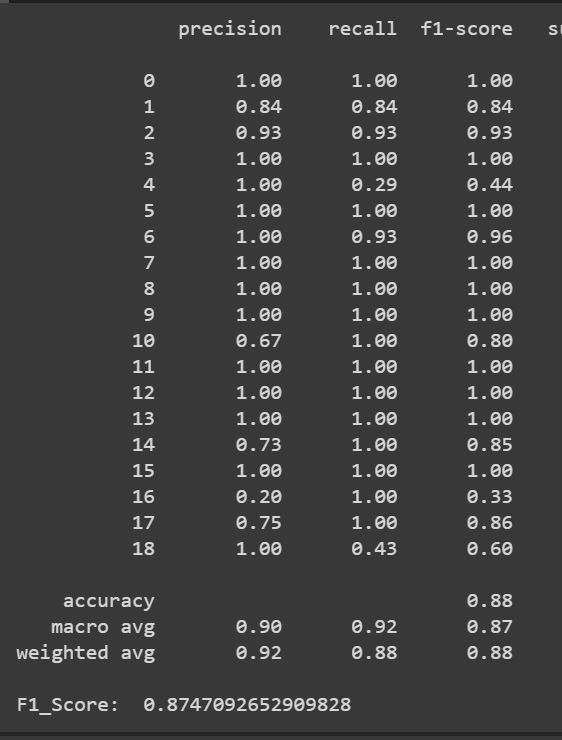 precision recall f1-score
0 1.00 1.00 1.00
1 0.84 0.84 0.84
2 0.93 0.93 0.93
3 1.00 1.00 1.00
4 1.00 0.29 0.44
5 1.00 1.00 1.00
6 1.00 0.93 0.96
7 1.00 1.00 1.00
8 1.00 1.00 1.00
9 1.00 1.00 1.00
10 0.67 1.00 0.80
11 1.00 1.00 1.00
12 1.00 1.00 1.00
13 1.00 1.00 1.00
14 0.73 1.00 0.85
15 1.00 1.00 1.00
16 0.20 1.00 0.33
17 0.75 1.00 0.86
18 1.00 0.43 0.60
accuracy 0.88
macro avg 0.90 0.92 0.87
weighted avg 0.92 0.88 0.88
F1_Score: 0.8747092652909828